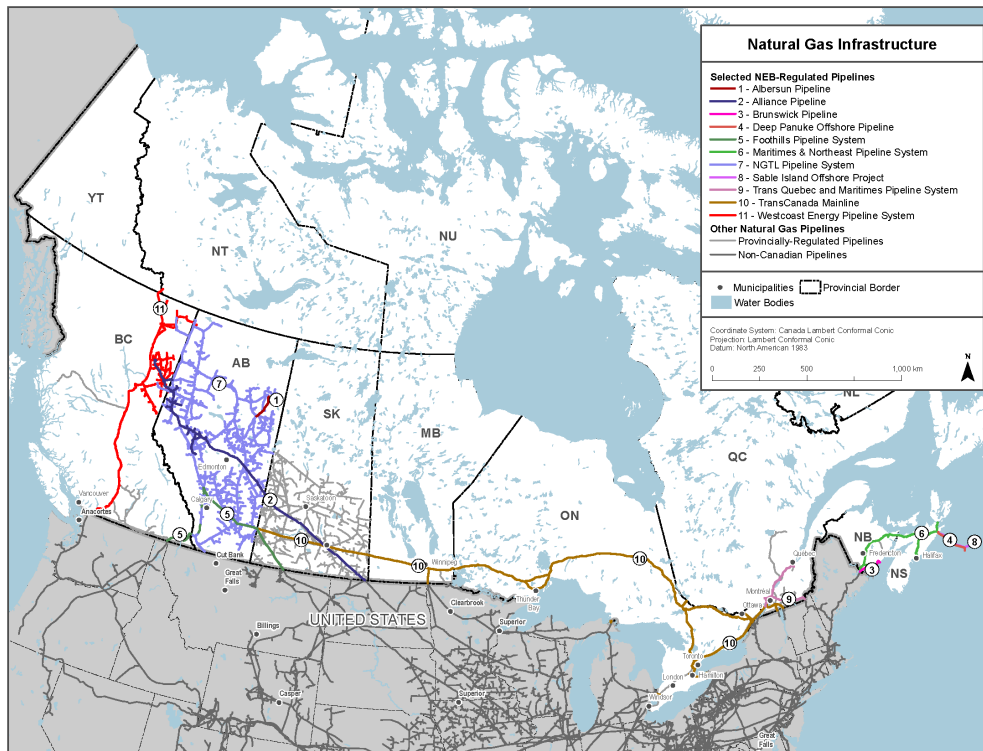 Natural Gas Infrastructure
Selected NEB-Regulated Pipelines
1 - Albersun Pipeline
2 - Alliance Pipeline
3 - Brunswick Pipeline
4 - Deep Panuke Offshore Pipeline
5 - Foothills Pipeline System
6 - Maritimes & Northeast Pipeline System
7 - NGTL Pipeline System
8 - Sable Island Offshore Project
9 - Trans Quebec and Maritimes Pipeline System
10 - TransCanada Mainline
11 - Westcoast Energy Pipeline System
Other Natural Gas Pipelines
Provincially-Regulated Pipelines
Non-Canadian Pipelines
Municipalities
Provincial Border
Water Bodies
Coordinate System: Canada Lambert Conformal Conic
Projection: Lambert Conformal Conic
Datum: North American 1983
N
0 250 500 1,000 km
YT
NT
NU
11
BC
AB
7
1
SK
MB
NL
QC
ON
Edmonton
Calgary
Saskatoon
2
5
5
10
10
Winnipeg
10
Vancouver
Anacortes
Cut Bank
Great
Falls
Thunder
Bay
Clearbrook
Superior
UNITED STATES
Billings
Casper
Superior
Quebec
Montréal
Ottawa
9
10
Toronto
Hamilton
London
Windsor
NB
Fredericton
3
NS
6
Halifax
4
8
Great
Falls